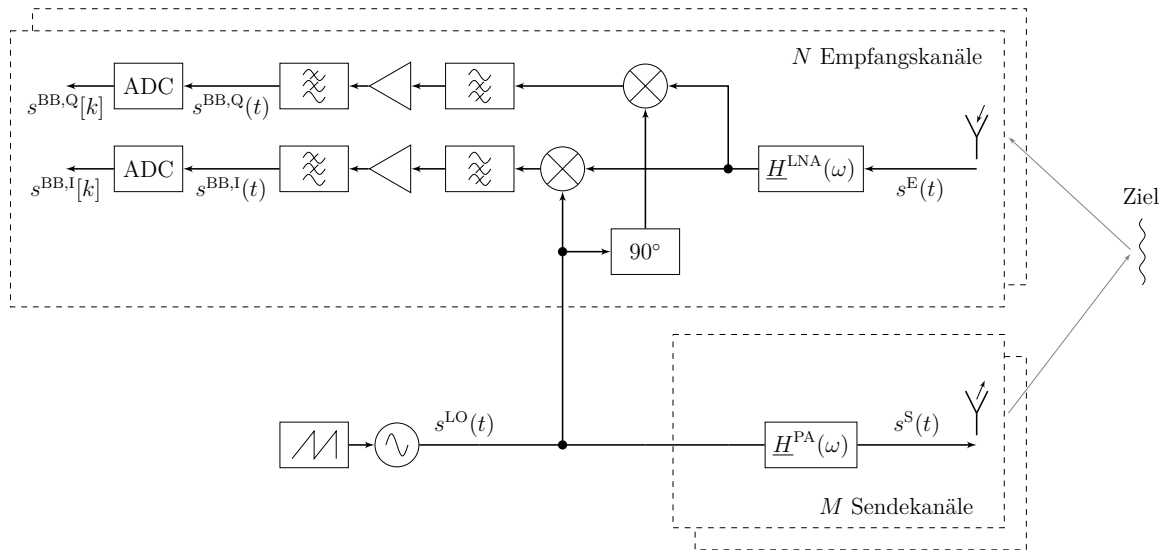 N Empfangskanäle
ADC
s^BB,Q[k]
s^BB,Q(t)
ADC
s^BB,I[k]
s^BB,I(t)
H^LNA(ω)
s^E(t)
Ziel
90°
s^LO(t)
H^PA(ω)
s^S(t)
M Sendekanäle